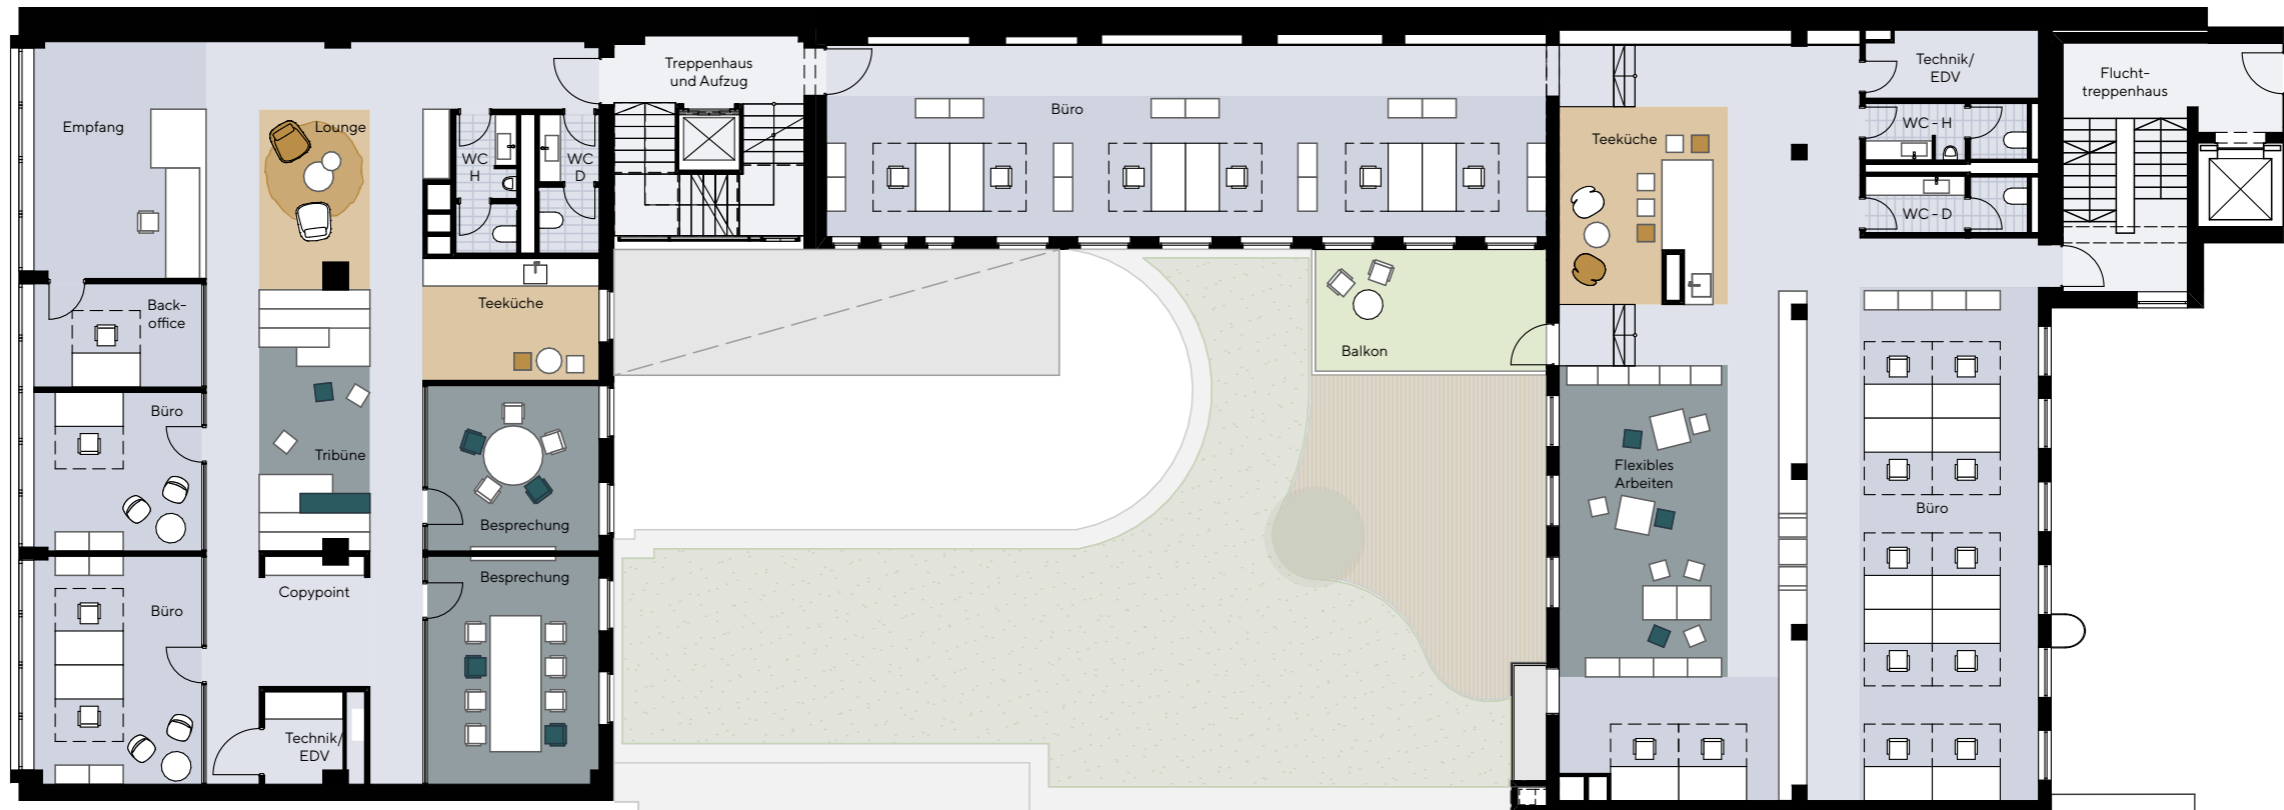 Empfang
Lounge
WC
H
WC
D
Treppenhaus
und Aufzug
Büro
Teeküche
Technik/
EDV
WC - H
WC - D
Flucht-
treppenhaus
Back-
office
Teeküche
Balkon
Büro
Tribüne
Besprechung
Flexibles
Arbeiten
Büro
Besprechung
Copypoint
Büro
Technik/
EDV